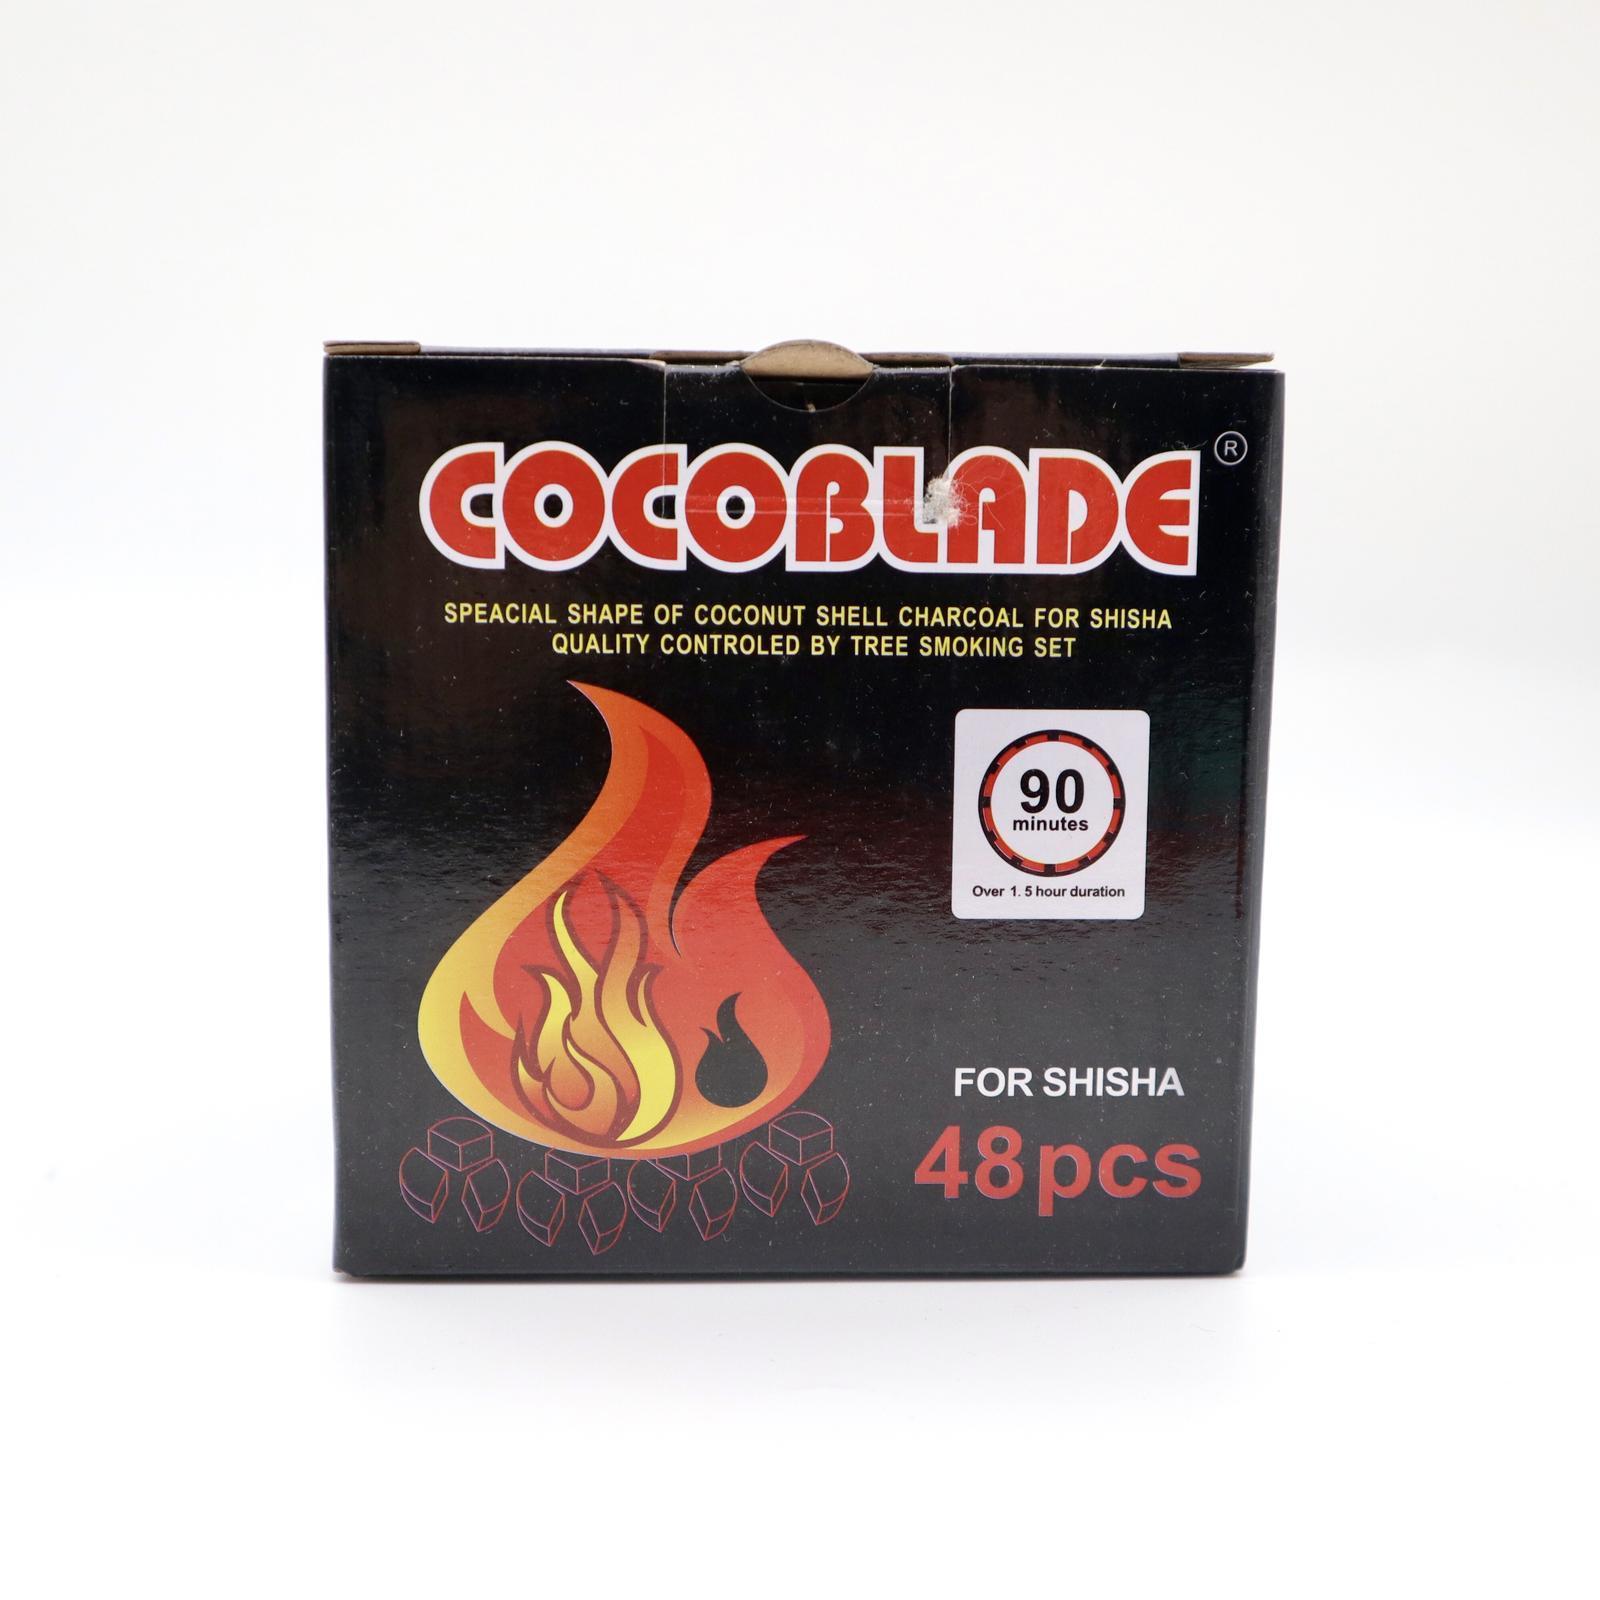 COCOBLADE ®
SPEACIAL SHAPE OF COCONUT SHELL CHARCOAL FOR SHISHA
QUALITY CONTROLED BY TREE SMOKING SET
90
minutes
Over 1.5 hour duration
FOR SHISHA
48pcs